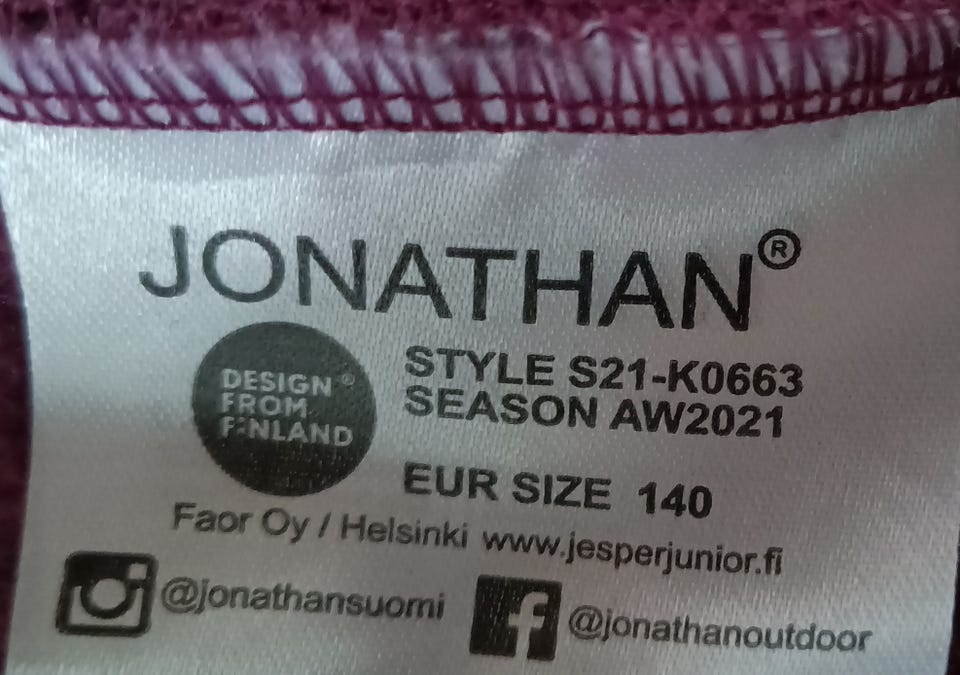 JONATHAN®
DESIGN®
FROM
FINLAND
STYLE S21-K0663
SEASON AW2021
EUR SIZE 140
Faor Oy / Helsinki www.jesperjunior.fi
@jonathansuomi
@jonathanoutdoor